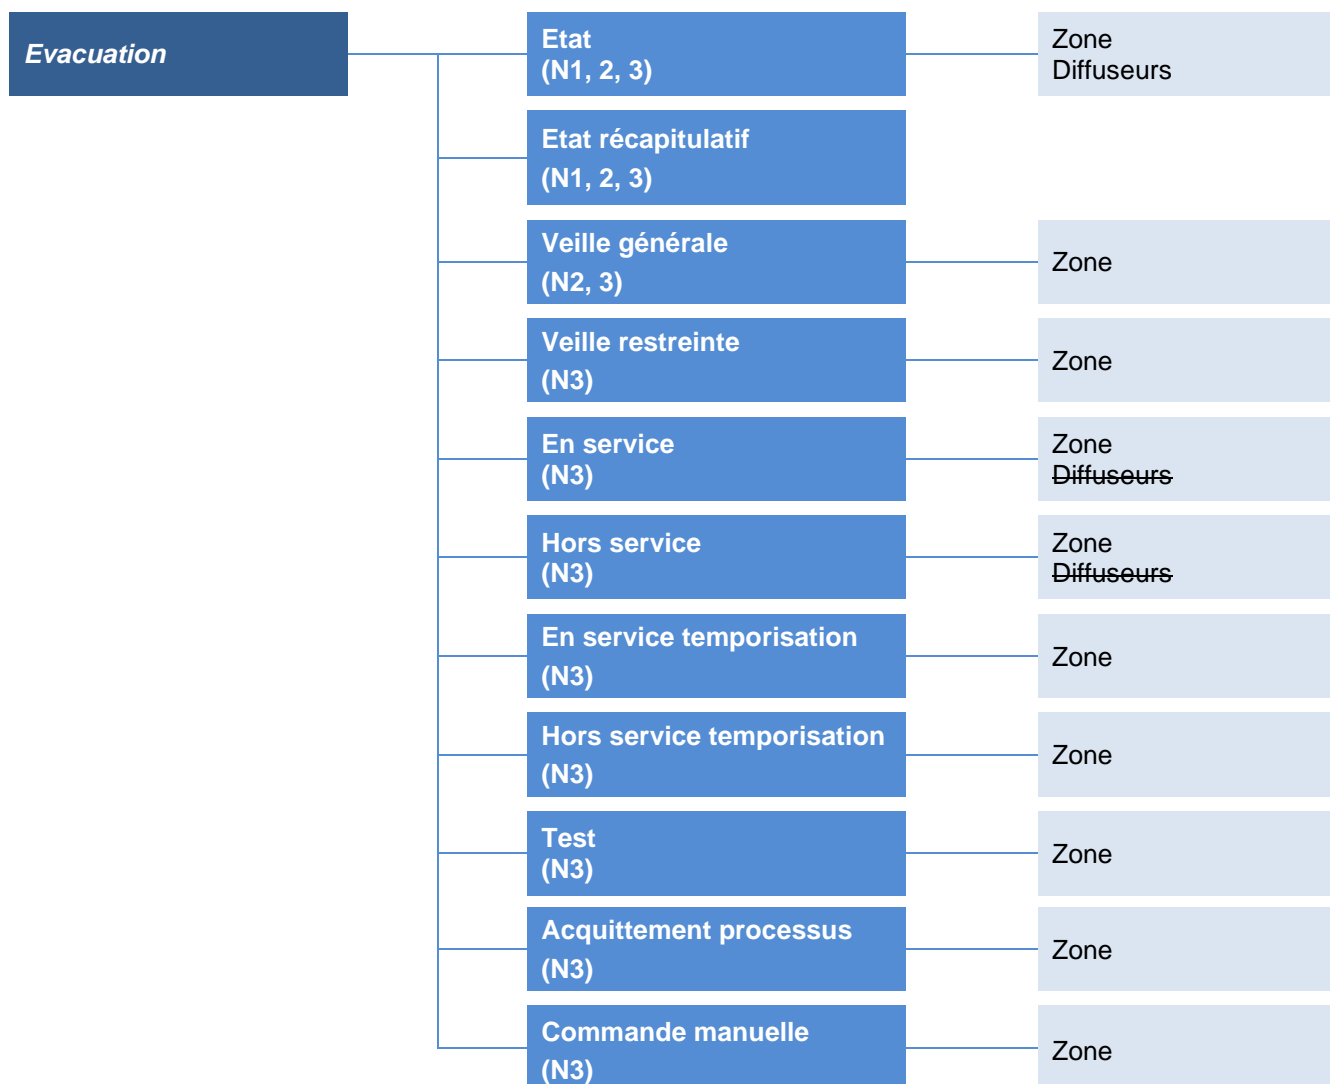 Evacuation
Etat
(N1, 2, 3)
Zone
Diffuseurs
Etat récapitulatif
(N1, 2, 3)
Veille générale
(N2, 3)
Zone
Veille restreinte
(N3)
Zone
En service
(N3)
Zone
Diffuseurs
Hors service
(N3)
Zone
Diffuseurs
En service temporisation
(N3)
Zone
Hors service temporisation
(N3)
Zone
Test
(N3)
Zone
Acquittement processus
(N3)
Zone
Commande manuelle
(N3)
Zone